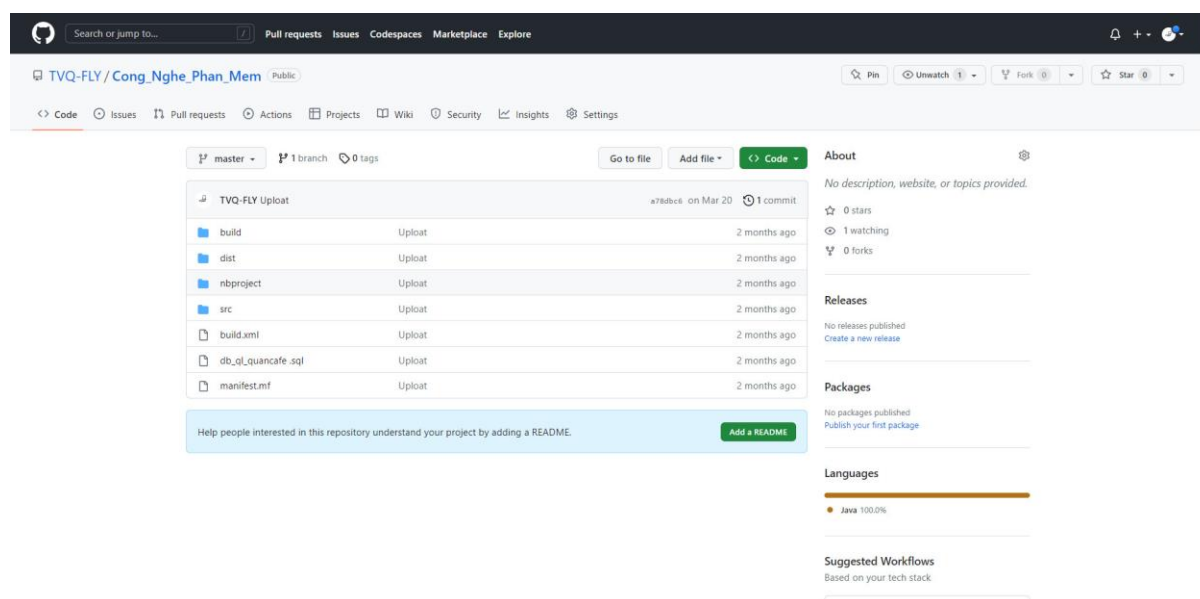 Search or jump to... / Pull requests Issues Codespaces Marketplace Explore
TVQ-FLY / Cong_Nghe_Phan_Mem Public
Pin Unwatch 1 Fork 0 Star 0
Code Issues Pull requests Actions Projects Wiki Security Insights Settings
master 1 branch 0 tags Go to file Add file Code
TVQ-FLY Uploat a78dbc6 on Mar 20 1 commit
build Uploat 2 months ago
dist Uploat 2 months ago
nbproject Uploat 2 months ago
src Uploat 2 months ago
build.xml Uploat 2 months ago
db_ql_quancafe .sql Uploat 2 months ago
manifest.mf Uploat 2 months ago
Help people interested in this repository understand your project by adding a README. Add a README
About
No description, website, or topics provided.
0 stars
1 watching
0 forks
Releases
No releases published
Create a new release
Packages
No packages published
Publish your first package
Languages
Java 100.0%
Suggested Workflows
Based on your tech stack